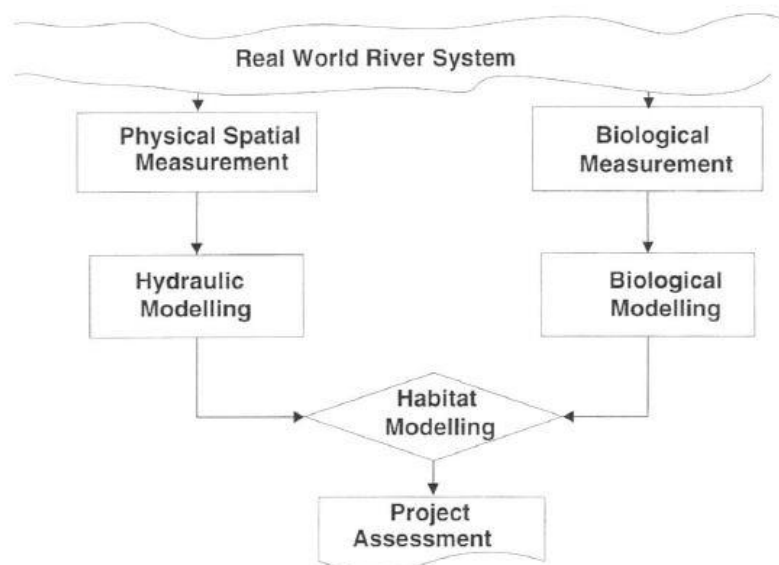 Real World River System
Physical Spatial
Measurement
Biological
Measurement
Hydraulic
Modelling
Biological
Modelling
Habitat
Modelling
Project
Assessment